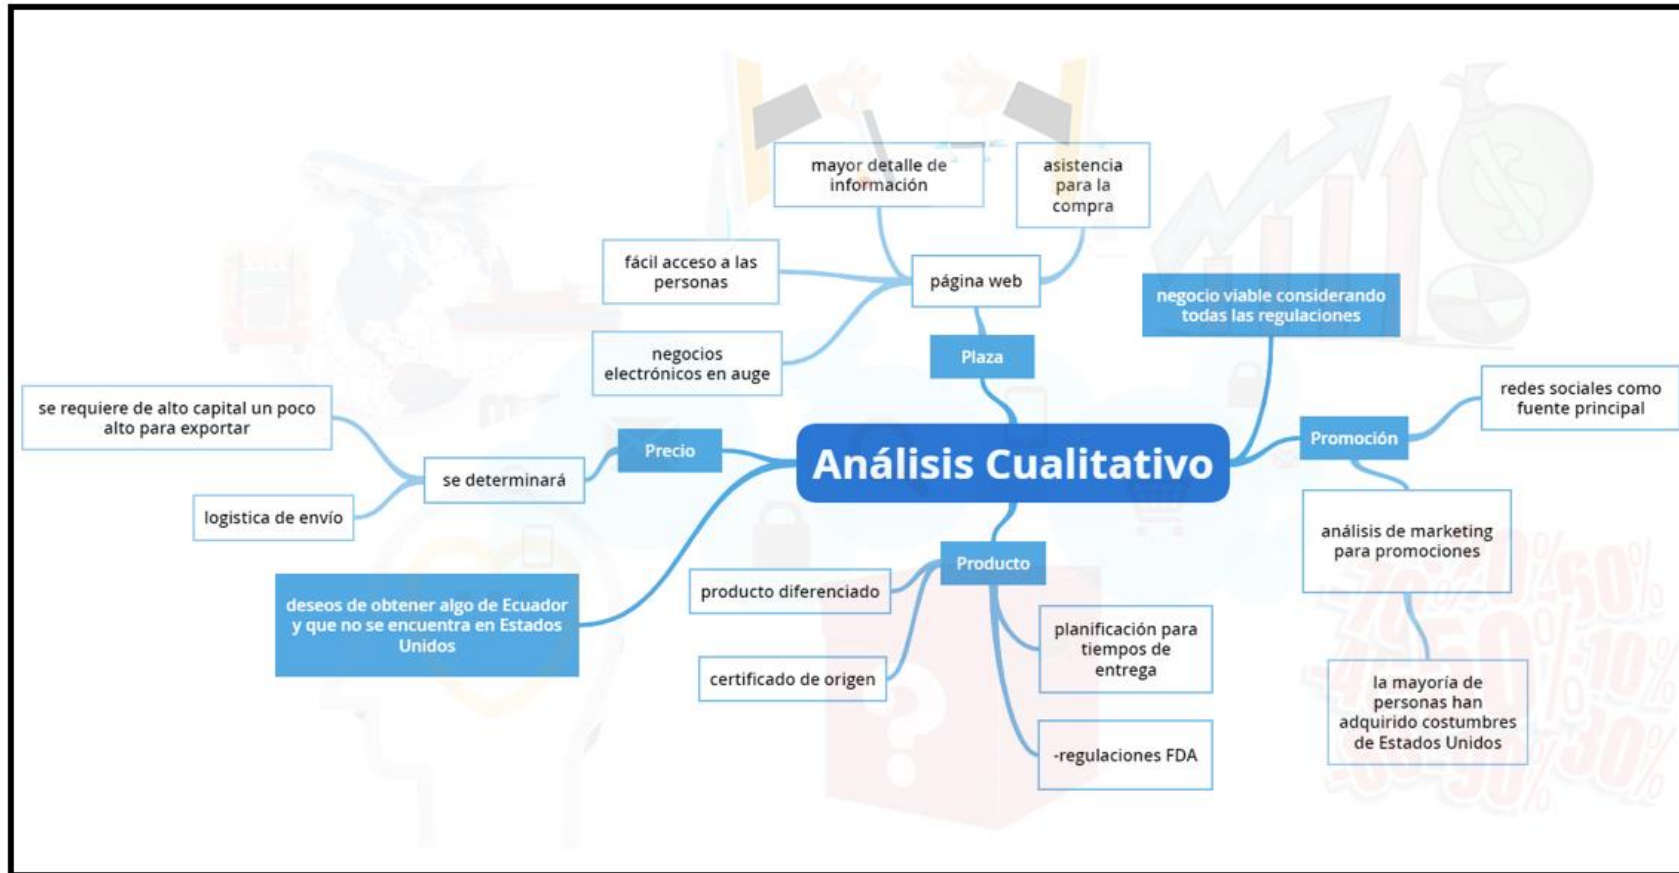 mayor detalle de
información
asistencia
para la
compra
fácil acceso a las
personas
página web
negocios
electrónicos en auge
Plaza
negocio viable considerando
todas las regulaciones
se requiere de alto capital un poco
alto para exportar
Precio
se determinará
logistica de envío
Análisis Cualitativo
Promoción
redes sociales como
fuente principal
análisis de marketing
para promociones
la mayoría de
personas han
adquirido costumbres
de Estados Unidos
deseos de obtener algo de Ecuador
y que no se encuentra en Estados
Unidos
Producto
producto diferenciado
certificado de origen
planificación para
tiempos de
entrega
-regulaciones FDA
60%
50%
10%
30%